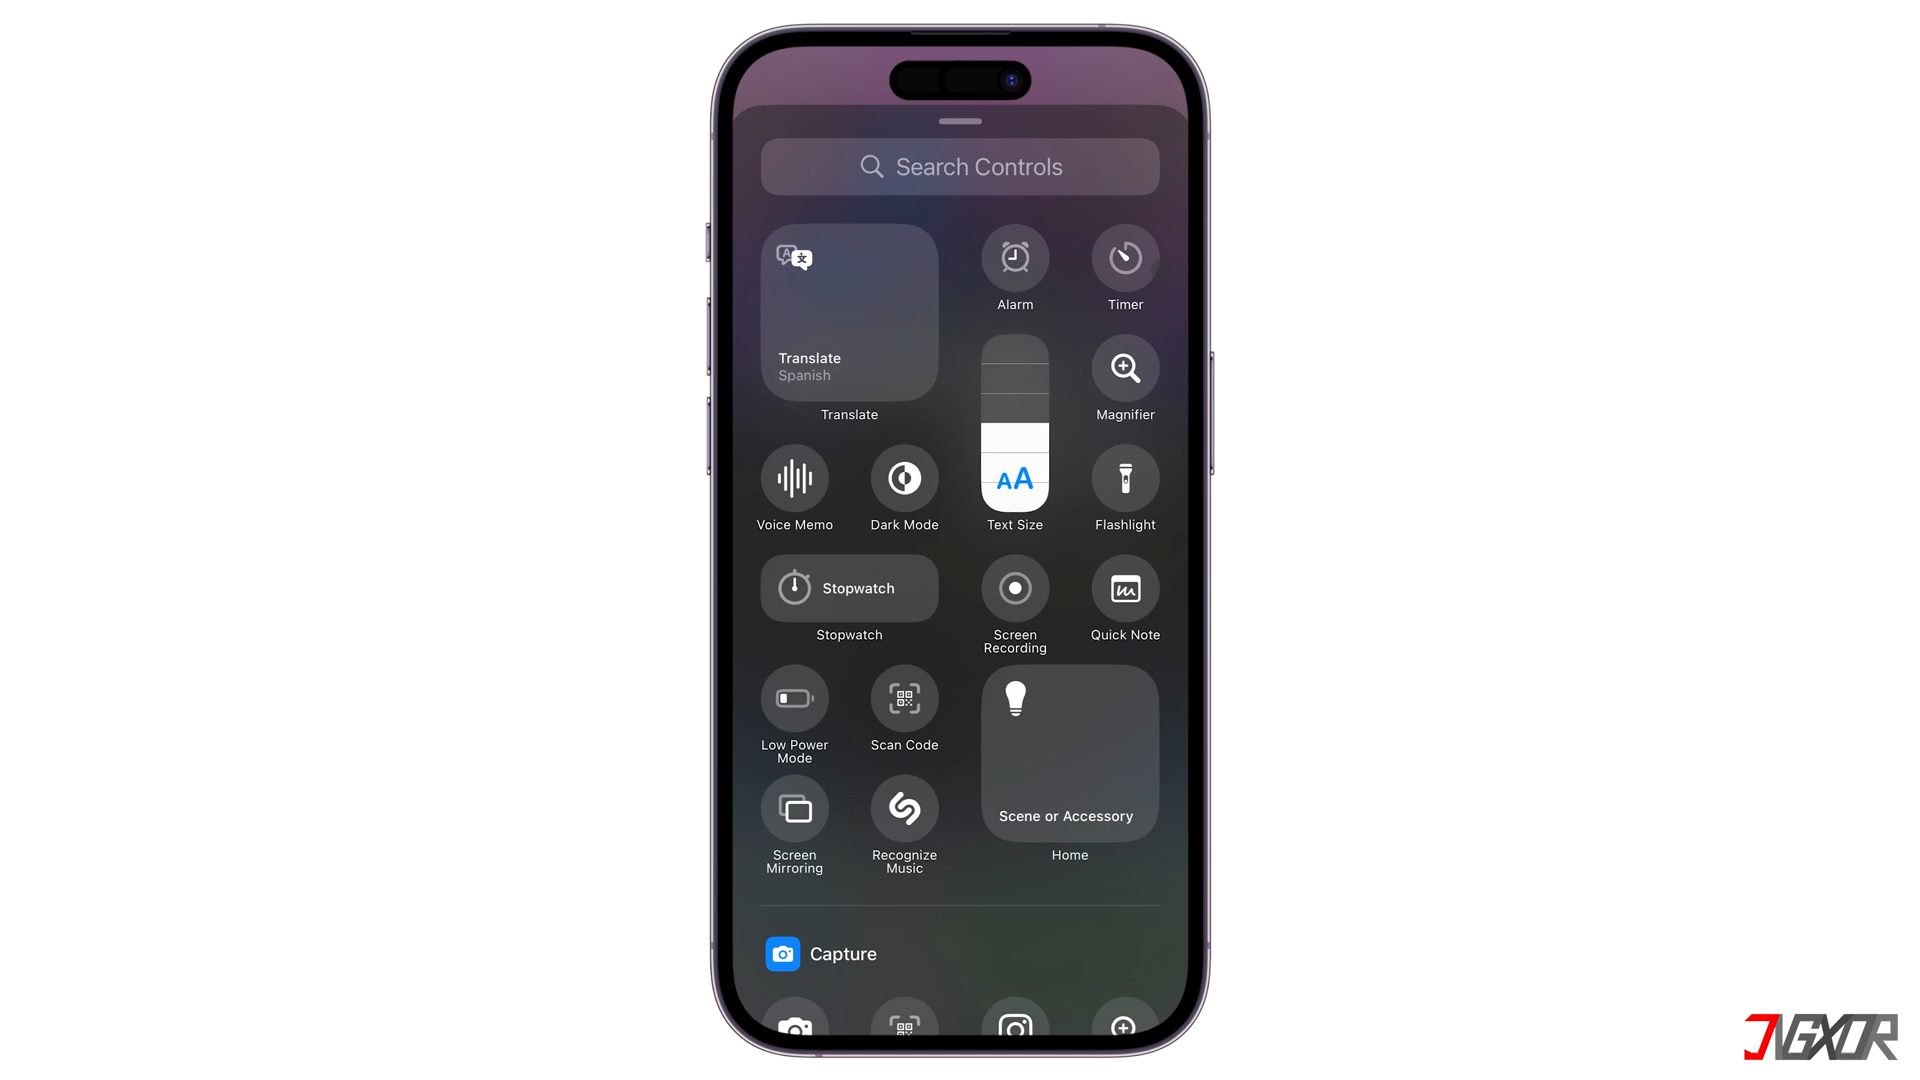 Search Controls
Translate
Spanish
Translate
Alarm
Timer
Magnifier
Voice Memo
Dark Mode
AA
Text Size
Flashlight
Stopwatch
Stopwatch
Screen
Recording
Quick Note
Low Power
Mode
Scan Code
Scene or Accessory
Home
Screen
Mirroring
Recognize
Music
Capture
JIGXOR